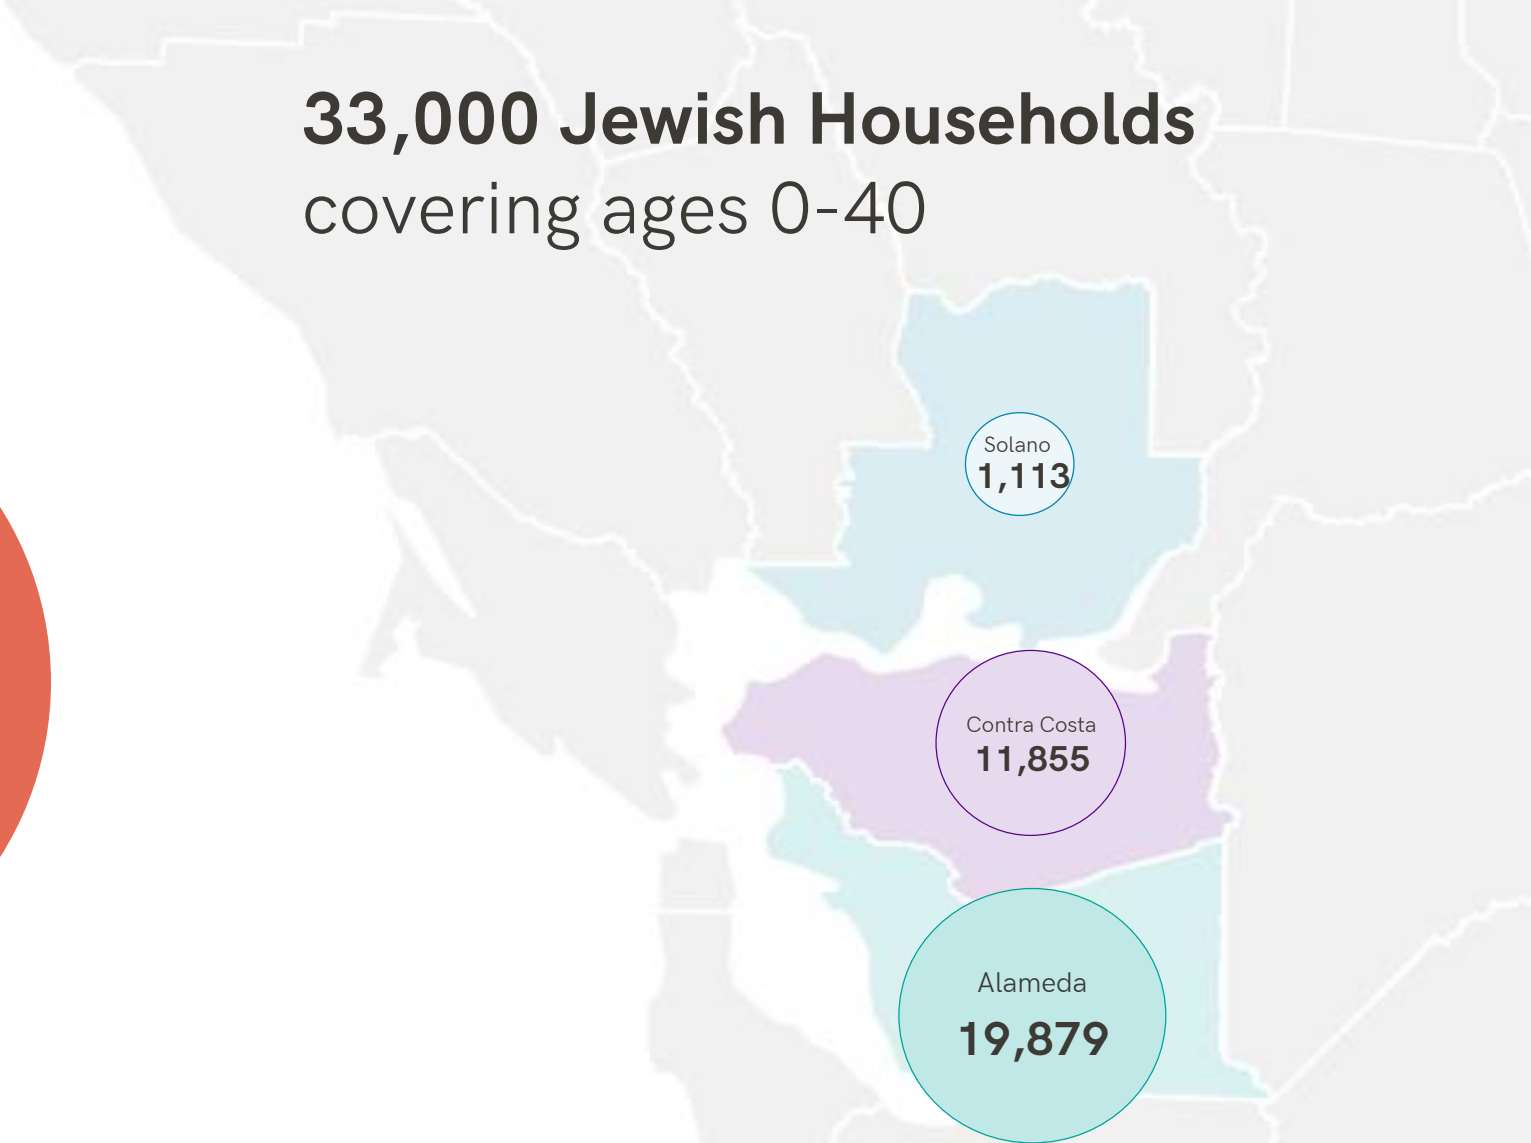 33,000 Jewish Households
covering ages 0-40
Solano
1,113
Contra Costa
11,855
Alameda
19,879